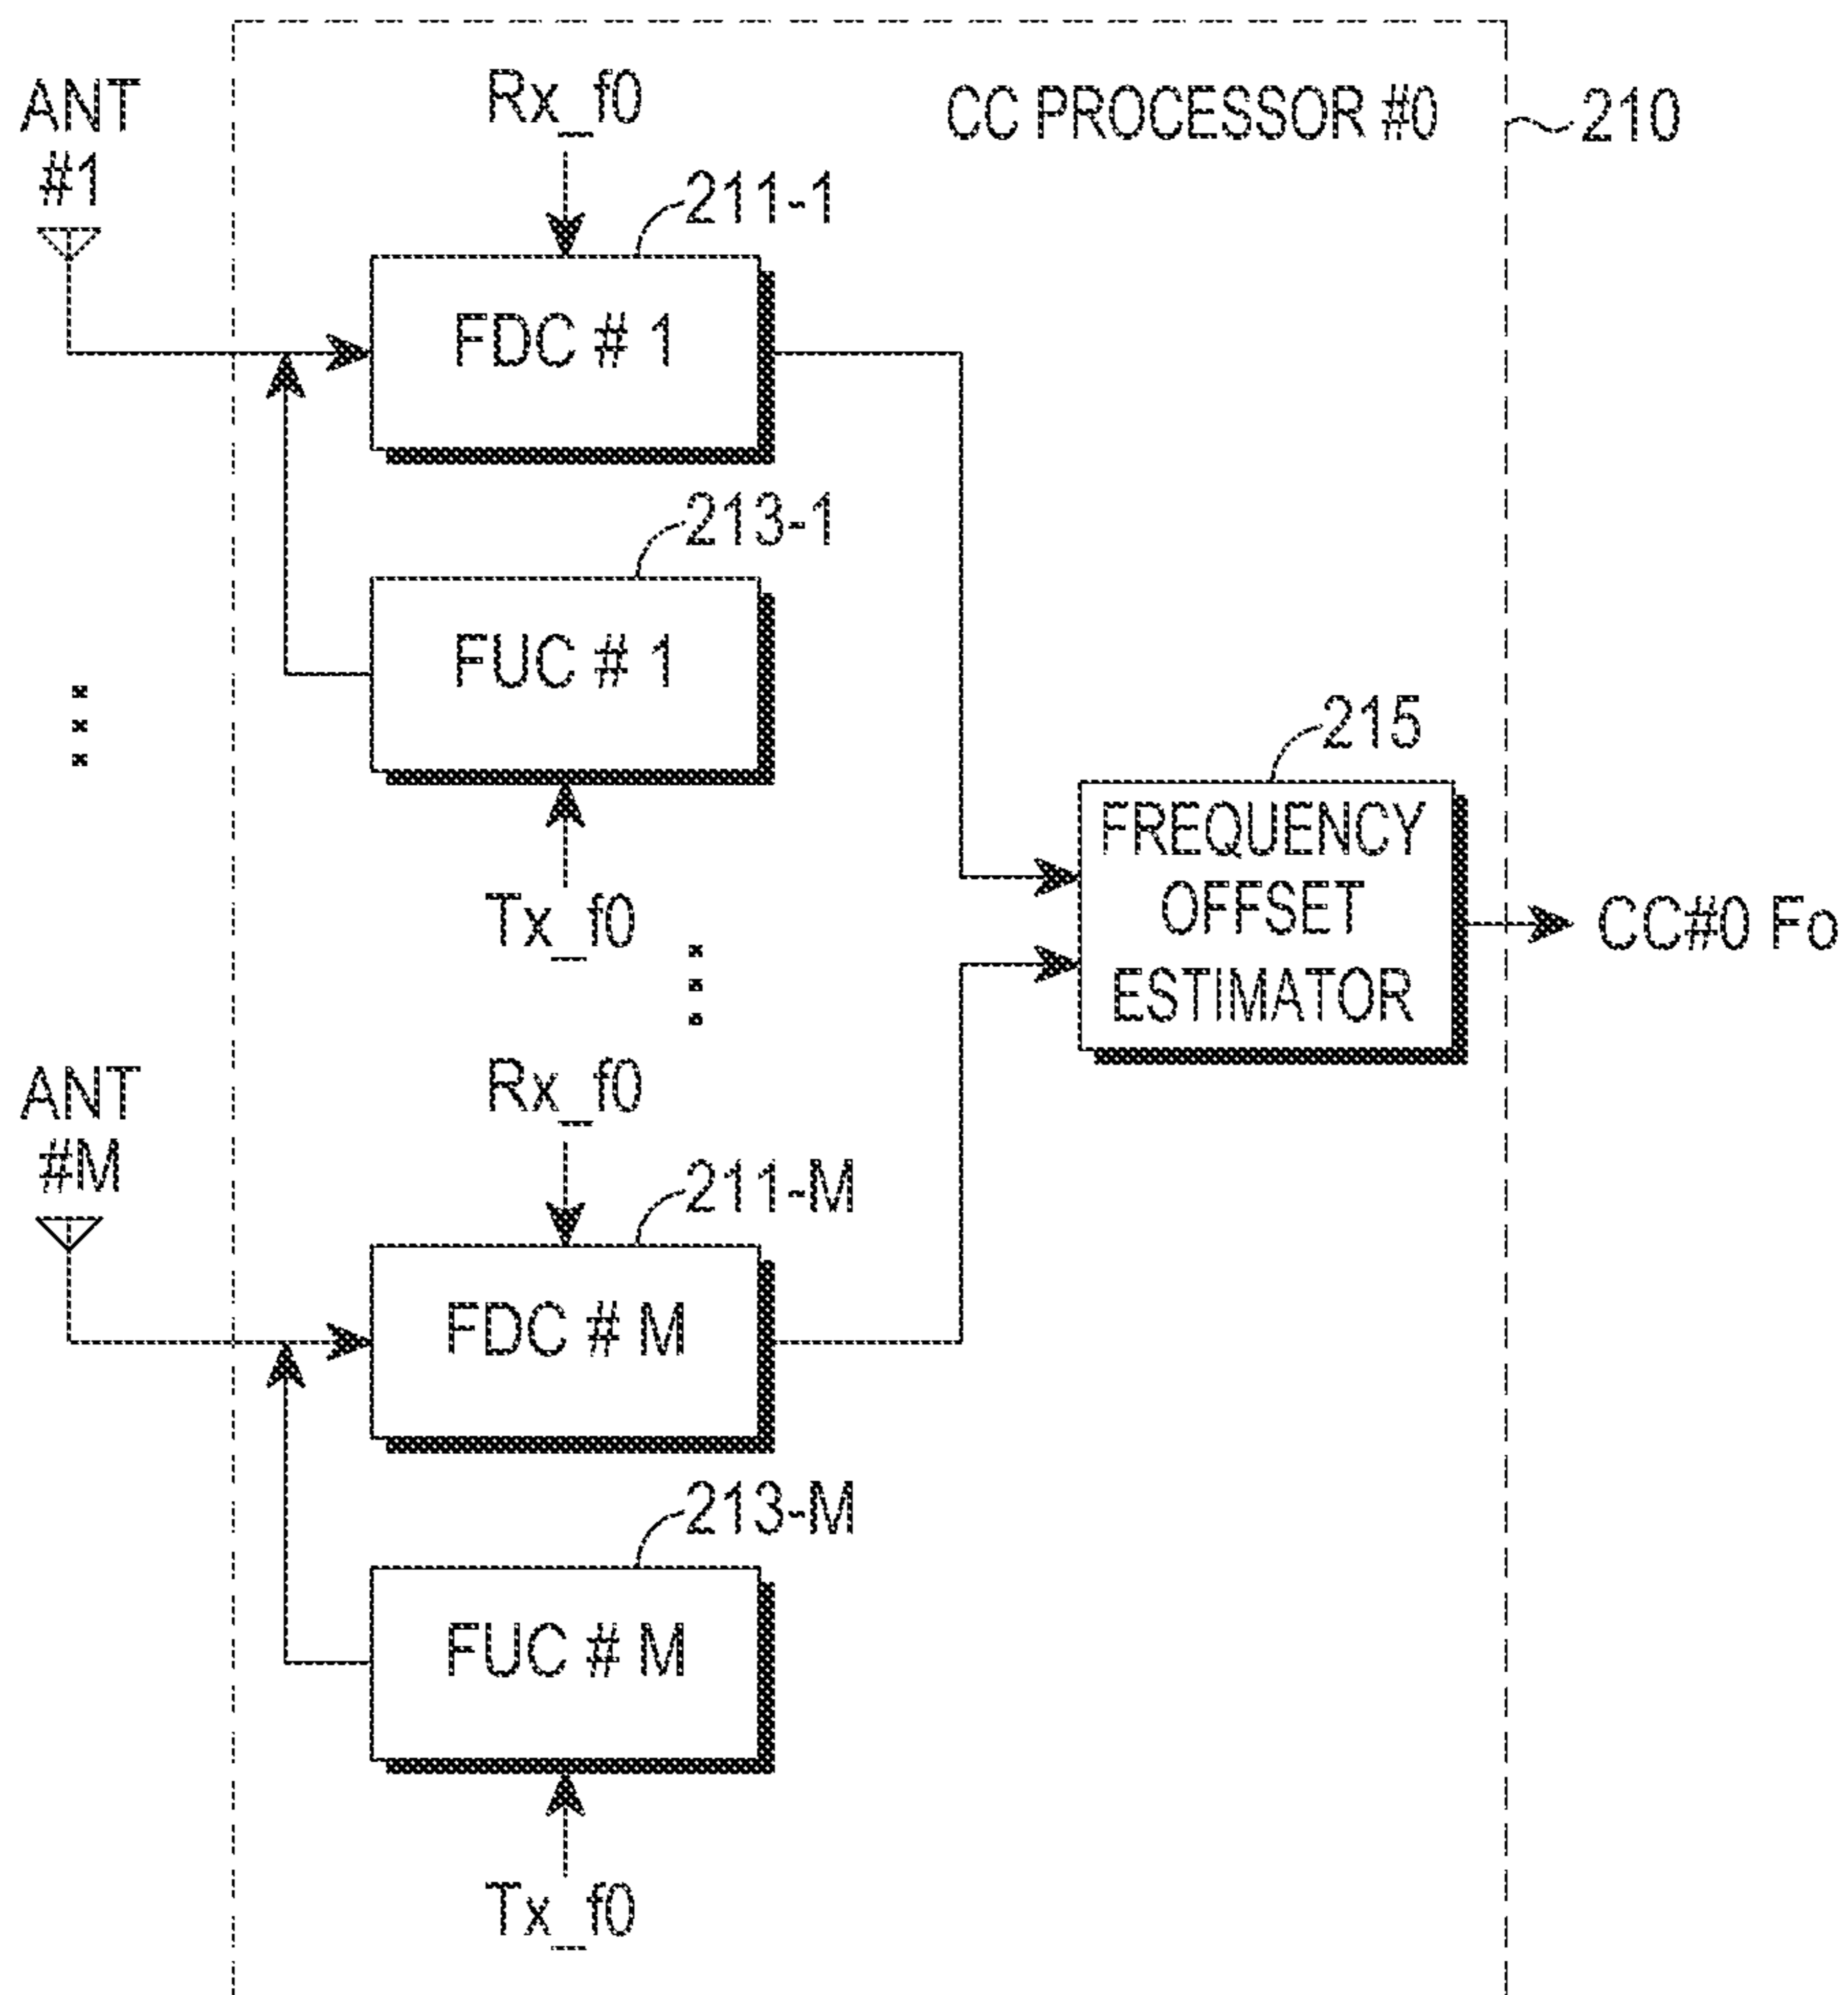 ANT
#1
Rx_f0
CC PROCESSOR #0
210
211-1
FDC # 1
213-1
FUC # 1
Tx_f0
215
FREQUENCY
OFFSET
ESTIMATOR
CC#0 Fo
ANT
#M
Rx_f0
211-M
FDC # M
213-M
FUC # M
Tx_f0